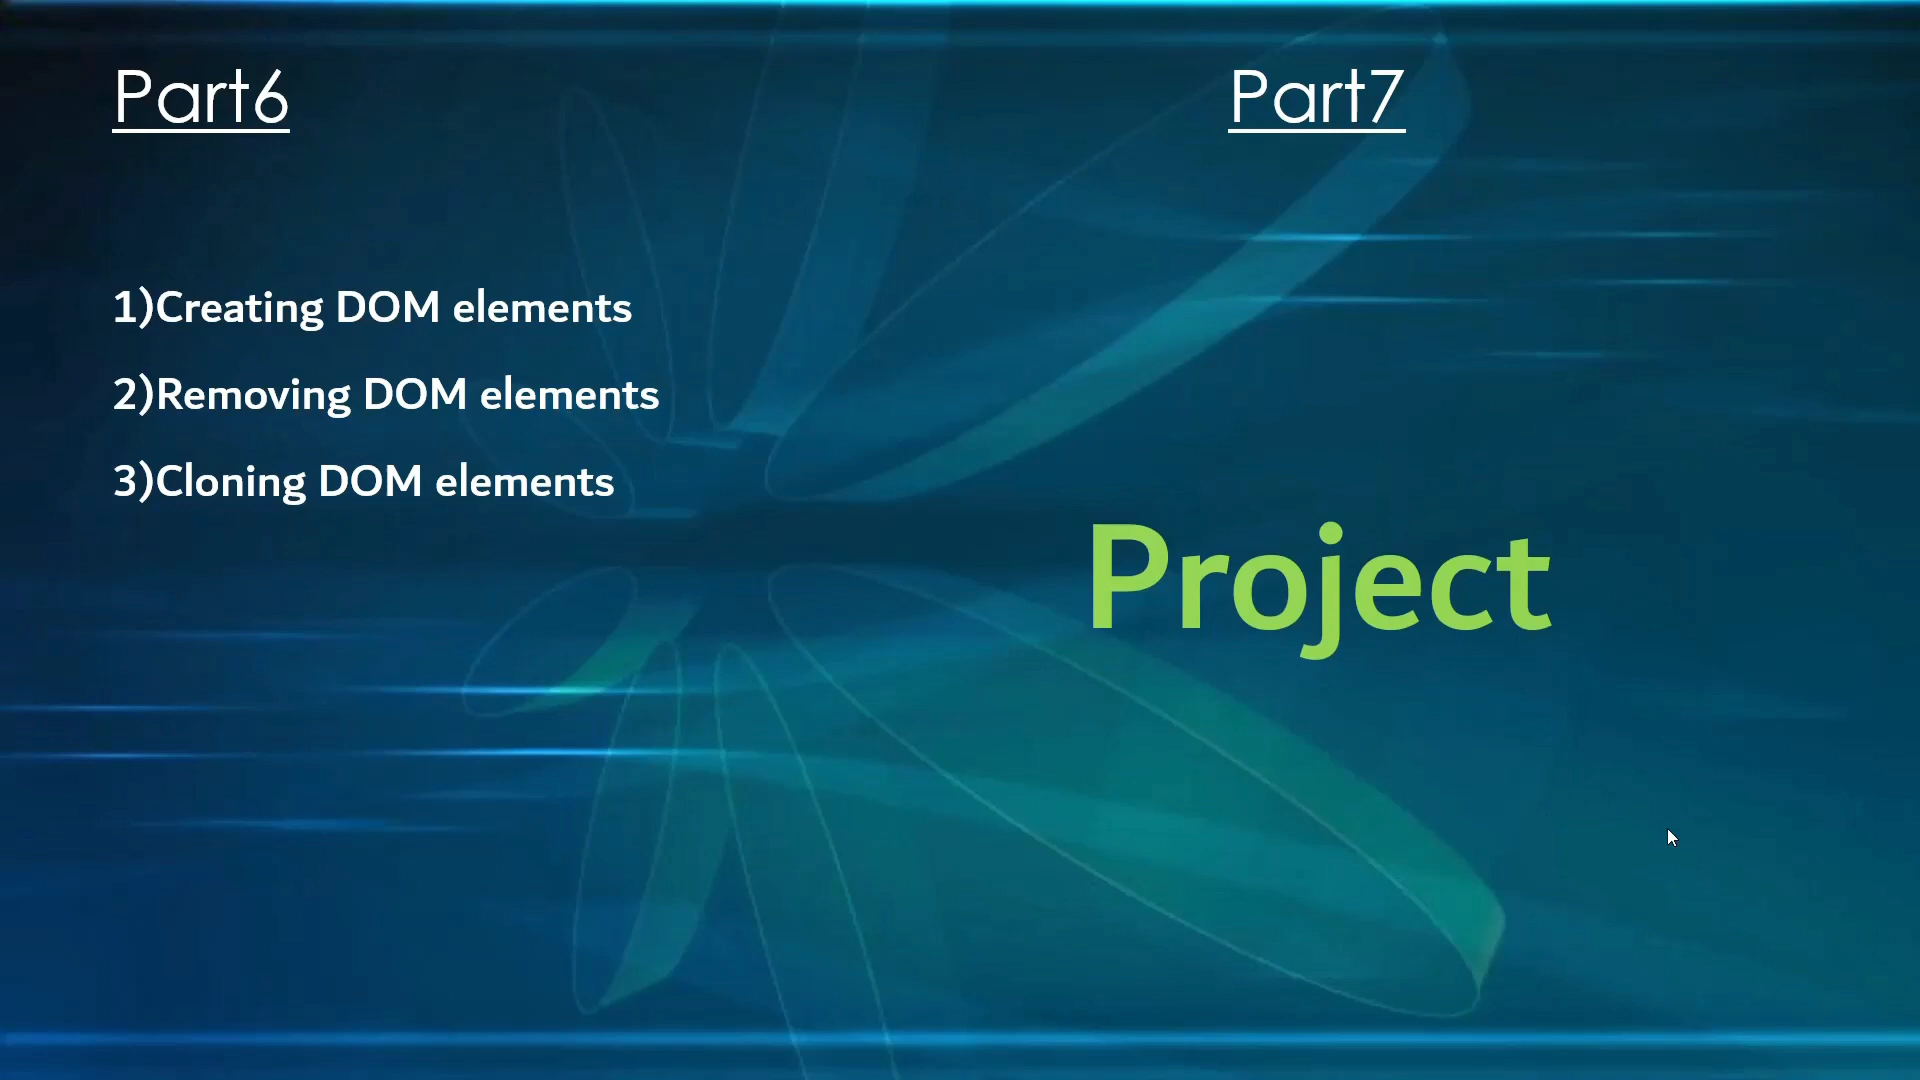 Part6
1)Creating DOM elements
2)Removing DOM elements
3)Cloning DOM elements
Part7
Project